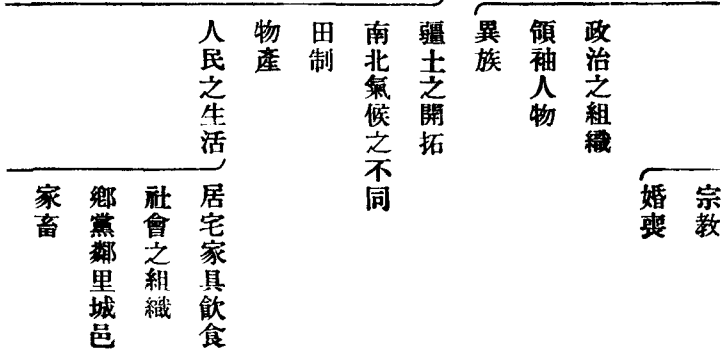 宗教
婚喪
政治之組織
領袖人物
異族
疆土之開拓
南北氣候之不同
田制
物產
人民之生活
居宅家具飲食
社會之組織
鄕黨鄰里城邑
家畜